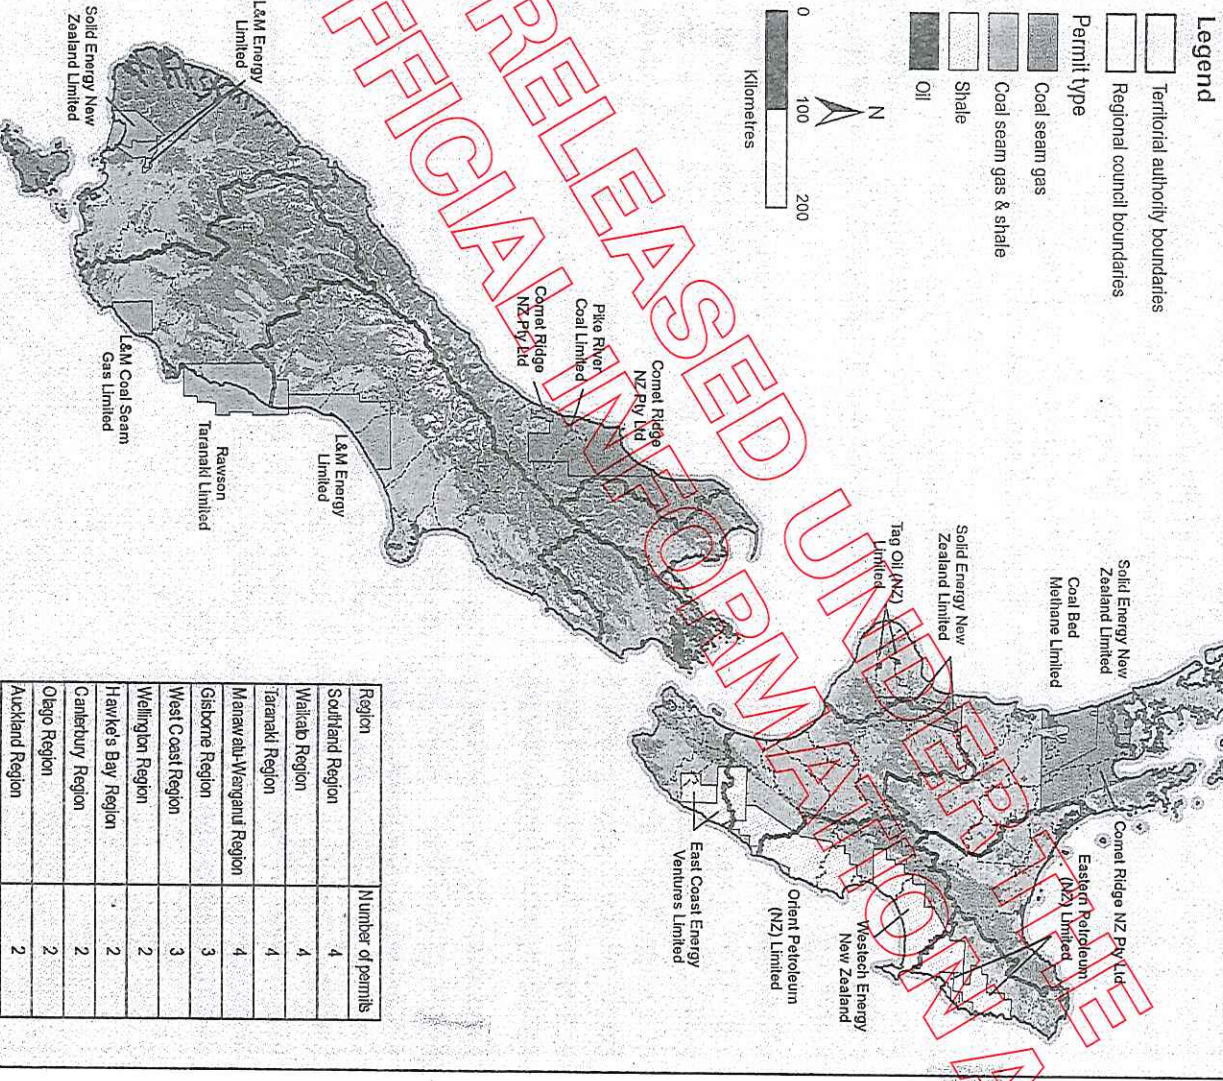 Legend
Territorial authority boundaries
Regional council boundaries
Permit type
Coal seam gas
Coal seam gas & shale
Shale
Oil
N
0 100 200
Kilometres
RELEASED UNDER THE
OFFICIAL INFORMATION A
Solid Energy New
Zealand Limited
Coal Bed
Methane Limited
Solid Energy New
Zealand Limited
Tag Oil (NZ)
Limited
Comet Ridge NZ Pty Ltd
Eastern Petroleum
(NZ) Limited
Westech Energy
New Zealand
Orient Petroleum
(NZ) Limited
East Coast Energy
Ventures Limited
Comet Ridge
NZ Pty Ltd
Pike River
Coal Limited
Comet Ridge
NZ Pty Ltd
L&M Energy
Limited
Rawson
Taranaki Limited
L&M Coal Seam
Gas Limited
L&M Energy
Limited
Solid Energy New
Zealand Limited
Region Number of permits
Southland Region 4
Waikato Region 4
Taranaki Region 4
Manawatu-Wanganui Region 4
Gisborne Region 3
West Coast Region 3
Wellington Region 2
Hawke's Bay Region 2
Canterbury Region 2
Otago Region 2
Auckland Region 2